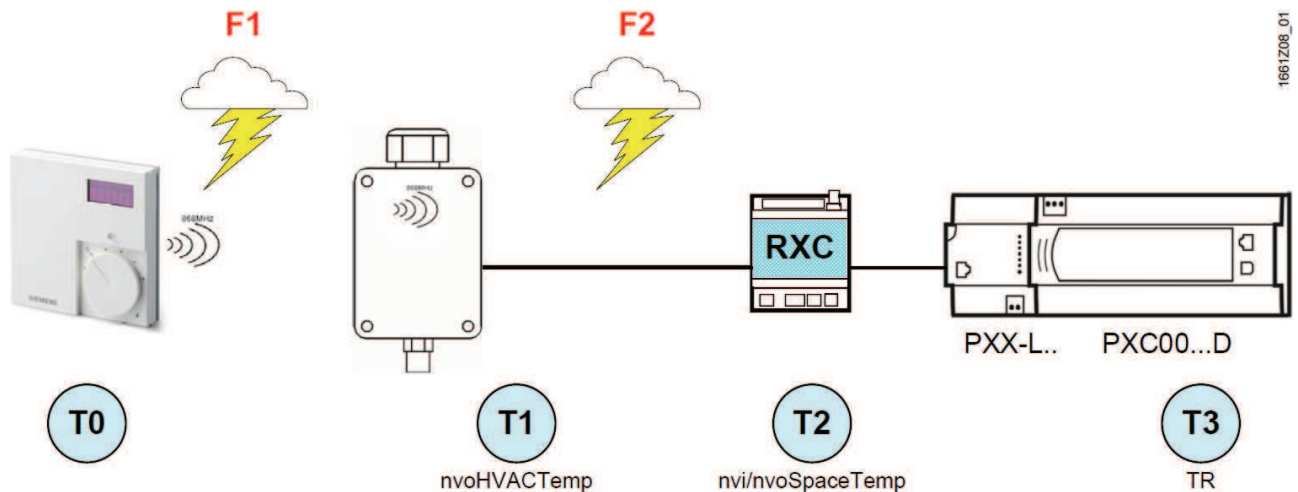 F1
F2
1661Z08_01
868MHz
868MHz
SIEMENS
RXC
PXX-L..
PXC00...D
T0
T1
T2
T3
nvoHVACTemp
nvi/nvoSpaceTemp
TR